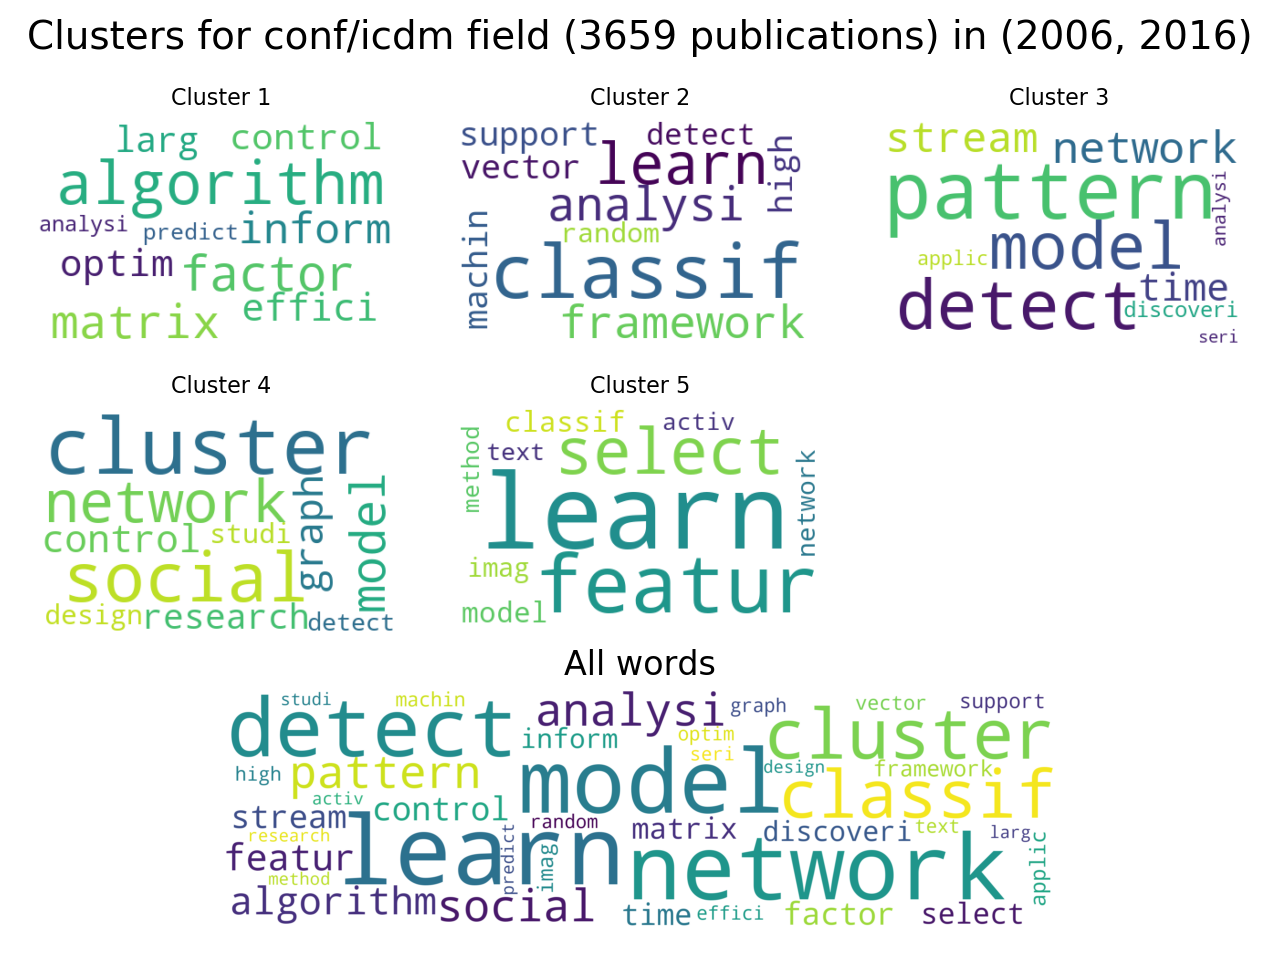 Clusters for conf/icdm field (3659 publications) in (2006, 2016)
Cluster 1
larg control
algorithm
analysi predict inform
optim factor
matrix effici
Cluster 2
support detect
vector learn high
analysi
random
machin classif
framework
Cluster 3
stream network
pattern analysi
applic model
detect time
discoveri
seri
Cluster 4
cluster
network graph model
control studi
social
design research detect
Cluster 5
classif activ
method text select
learn network
imag featur
model
All words
studi machin analysi graph vector support
detect inform optim cluster
seri
high pattern model design framework
activ control classif
stream random matrix discoveri text larg
research learn
featur predict imag network applic
method
algorithm social time effici factor select